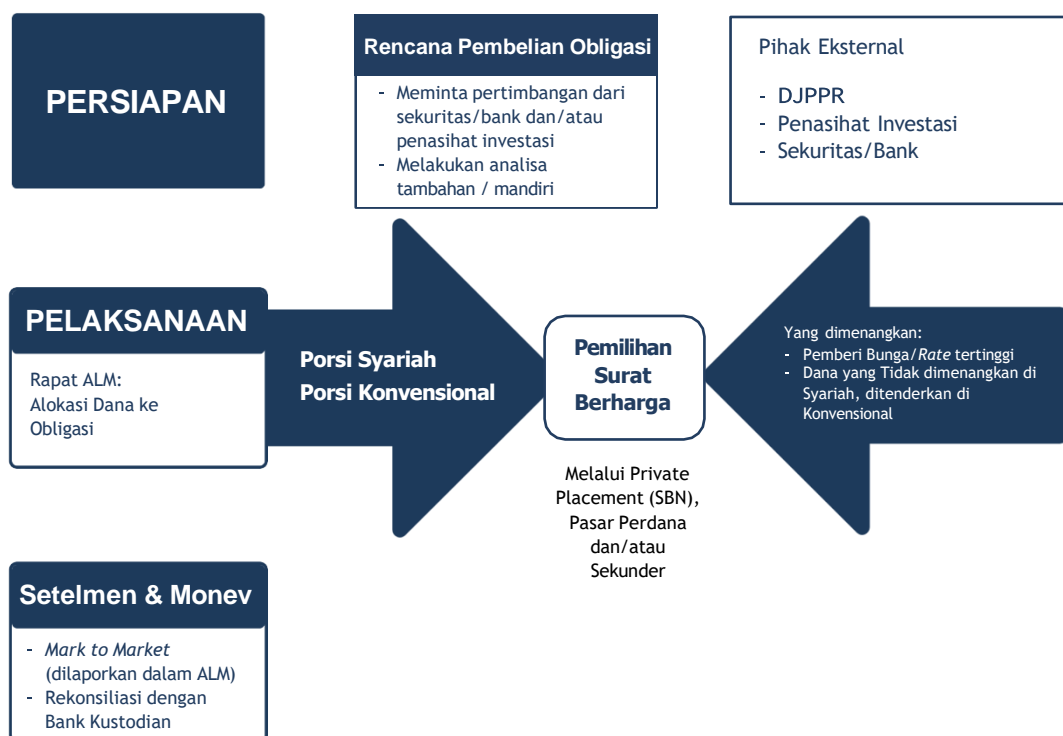 PERSIAPAN
Rencana Pembelian Obligasi
- Meminta pertimbangan dari
sekuritas/bank dan/atau
penasihat investasi
- Melakukan analisa
tambahan / mandiri
Pihak Eksternal
- DJPPR
- Penasihat Investasi
- Sekuritas/Bank
PELAKSANAAN
Rapat ALM:
Alokasi Dana ke
Obligasi
Porsi Syariah
Porsi Konvensional
Pemilihan
Surat
Berharga
Melalui Private
Placement (SBN),
Pasar Perdana
dan/atau
Sekunder
Yang dimenangkan:
- Pemberi Bunga/Rate tertinggi
- Dana yang Tidak dimenangkan di
Syariah, ditenderkan di
Konvensional
Setelmen & Monev
- Mark to Market
(dilaporkan dalam ALM)
- Rekonsiliasi dengan
Bank Kustodian